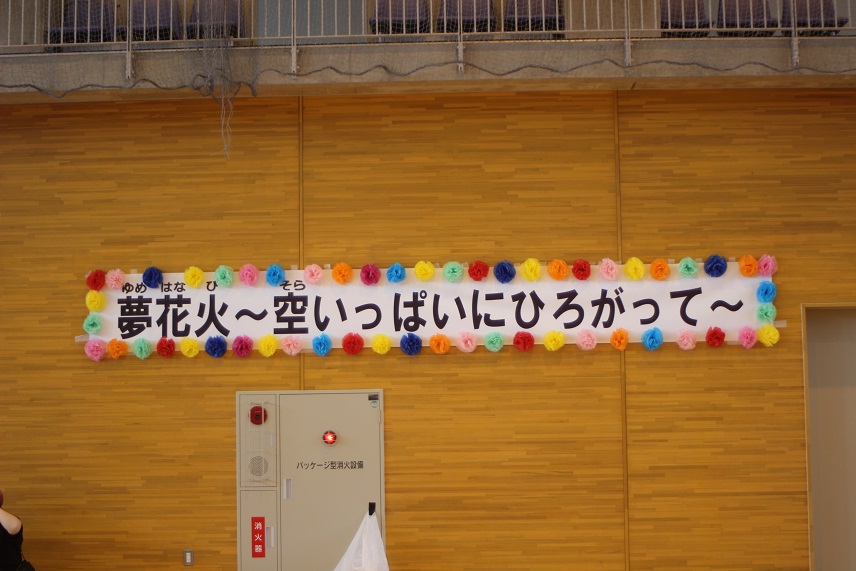 ゆめ はな ひ そら
夢花火～空いっぱいにひろがって～
パッケージ型消火設備
消火器